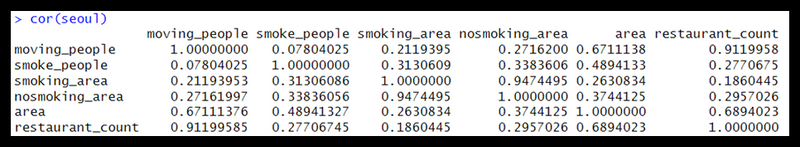 > cor(seoul)
moving_people smoke_people smoking_area nosmoking_area area restaurant_count
moving_people 1.00000000 0.07804025 0.2119395 0.2716200 0.6711138 0.9119958
smoke_people 0.07804025 1.00000000 0.3130609 0.3383606 0.4894133 0.2770675
smoking_area 0.21193953 0.31306086 1.0000000 0.9474495 0.2630834 0.1860445
nosmoking_area 0.27161997 0.33836056 0.9474495 1.0000000 0.3744125 0.2957026
area 0.67111376 0.48941327 0.2630834 0.3744125 1.0000000 0.6894023
restaurant_count 0.91199585 0.27706745 0.1860445 0.2957026 0.6894023 1.0000000